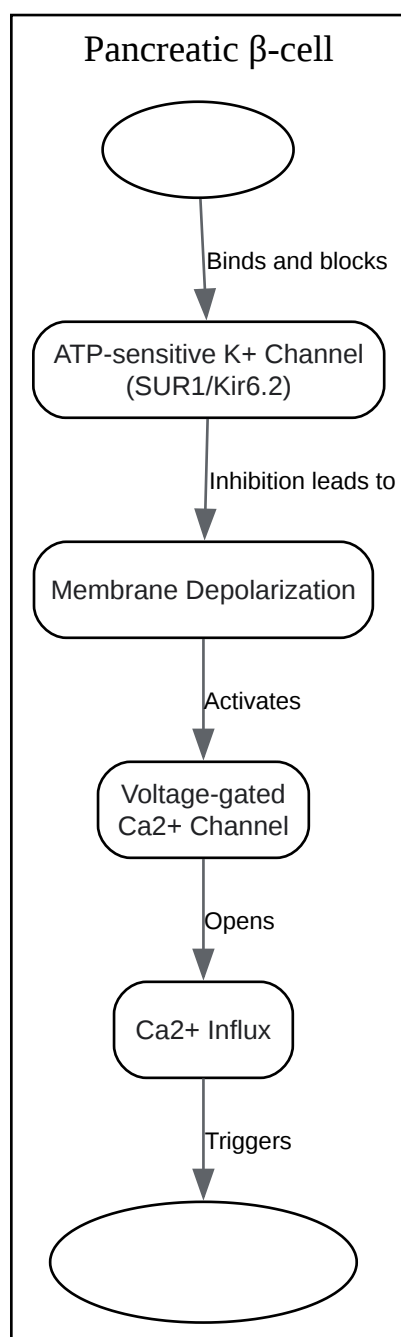 Pancreatic β-cell
Binds and blocks
ATP-sensitive K+ Channel
(SUR1/Kir6.2)
Inhibition leads to
Membrane Depolarization
Activates
Voltage-gated
Ca2+ Channel
Opens
Ca2+ Influx
Triggers